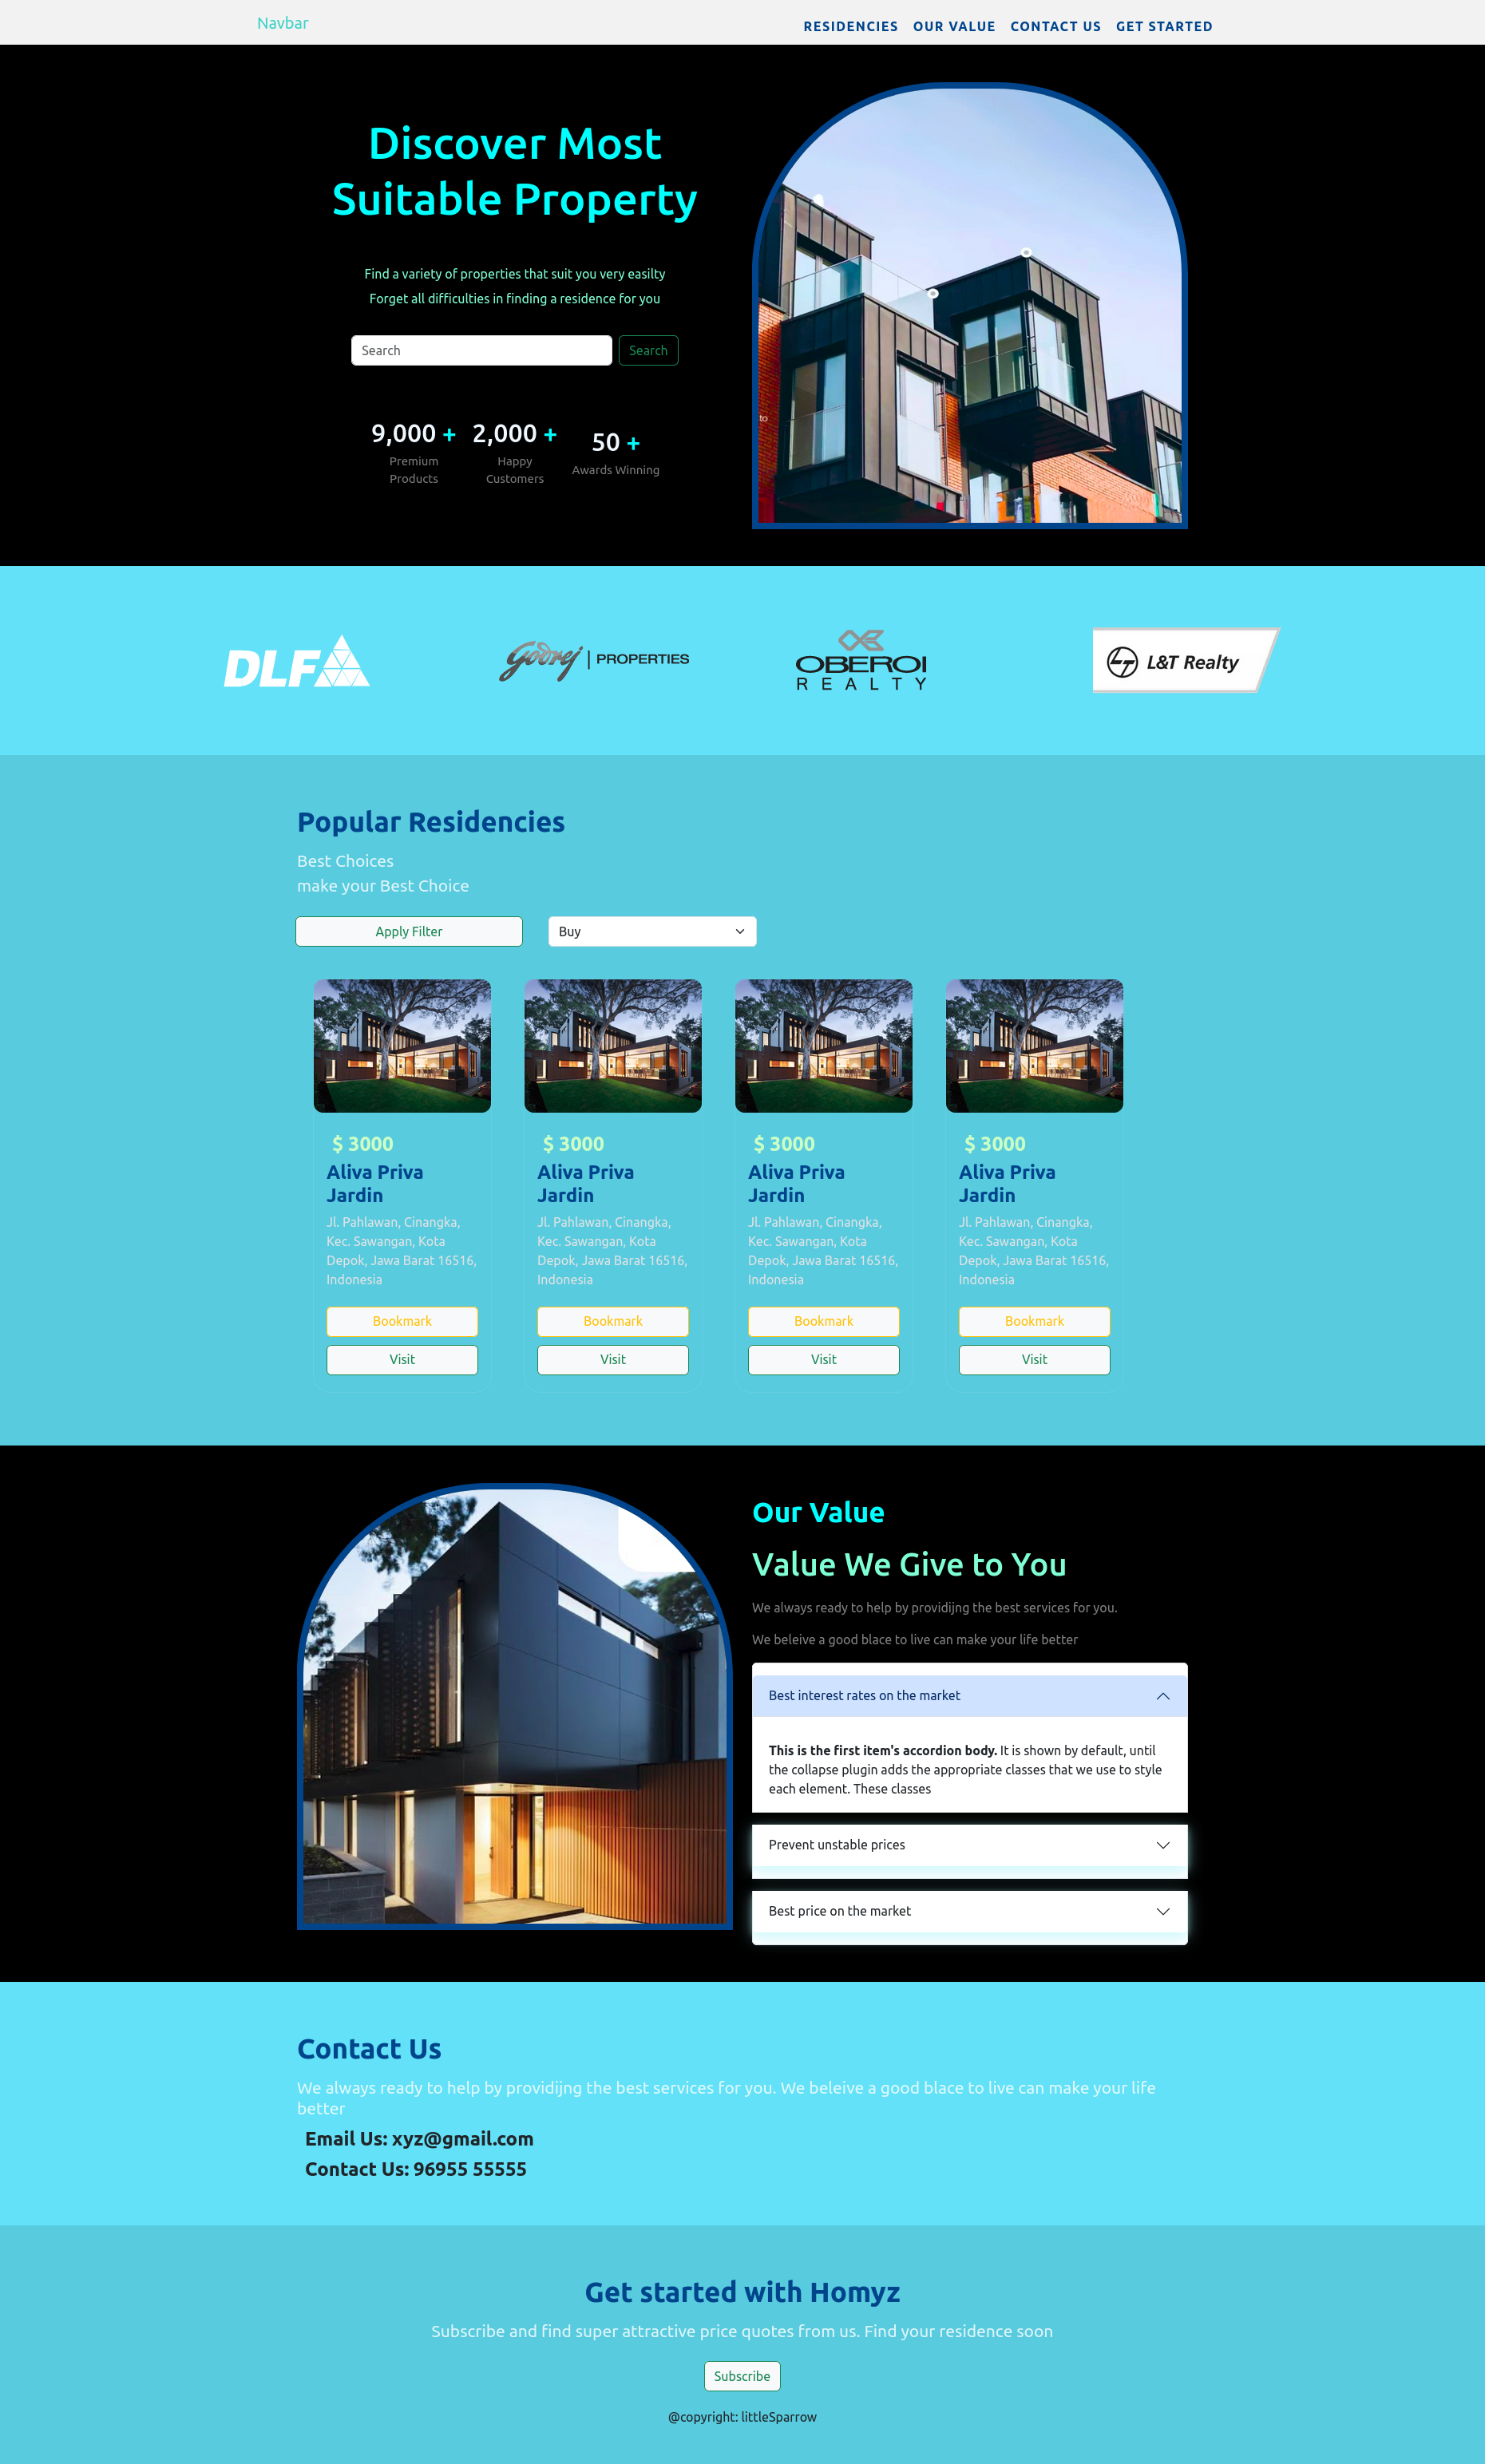 Navbar
RESIDENCIES OUR VALUE CONTACT US GET STARTED
Discover Most
Suitable Property
Find a variety of properties that suit you very easilty
Forget all difficulties in finding a residence for you
Search Search
9,000 + 2,000 + 50 +
Premium
Products
Happy
Customers
Awards Winning
to
DLF
Godrej | PROPERTIES
OBEROI
REALTY
L&T Realty
Popular Residencies
Best Choices
make your Best Choice
Apply Filter Buy
$ 3000
Aliva Priva
Jardin
Jl. Pahlawan, Cinangka,
Kec. Sawangan, Kota
Depok, Jawa Barat 16516,
Indonesia
Bookmark
Visit
$ 3000
Aliva Priva
Jardin
Jl. Pahlawan, Cinangka,
Kec. Sawangan, Kota
Depok, Jawa Barat 16516,
Indonesia
Bookmark
Visit
$ 3000
Aliva Priva
Jardin
Jl. Pahlawan, Cinangka,
Kec. Sawangan, Kota
Depok, Jawa Barat 16516,
Indonesia
Bookmark
Visit
$ 3000
Aliva Priva
Jardin
Jl. Pahlawan, Cinangka,
Kec. Sawangan, Kota
Depok, Jawa Barat 16516,
Indonesia
Bookmark
Visit
Our Value
Value We Give to You
We always ready to help by providijng the best services for you.
We beleive a good blace to live can make your life better
Best interest rates on the market
This is the first item's accordion body. It is shown by default, until
the collapse plugin adds the appropriate classes that we use to style
each element. These classes
Prevent unstable prices
Best price on the market
Contact Us
We always ready to help by providijng the best services for you. We beleive a good blace to live can make your life
better
Email Us: xyz@gmail.com
Contact Us: 96955 55555
Get started with Homyz
Subscribe and find super attractive price quotes from us. Find your residence soon
Subscribe
@copyright: littleSparrow